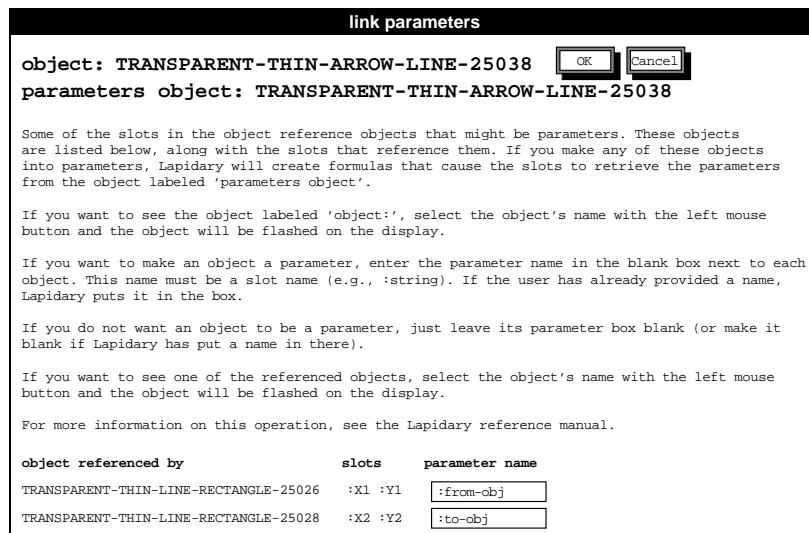 link parameters
object: TRANSPARENT-THIN-ARROW-LINE-25038 OK Cancel
parameters object: TRANSPARENT-THIN-ARROW-LINE-25038
Some of the slots in the object reference objects that might be parameters. These objects
are listed below, along with the slots that reference them. If you make any of these objects
into parameters, Lapidary will create formulas that cause the slots to retrieve the parameters
from the object labeled 'parameters object'.
If you want to see the object labeled 'object:', select the object's name with the left mouse
button and the object will be flashed on the display.
If you want to make an object a parameter, enter the parameter name in the blank box next to each
object. This name must be a slot name (e.g., :string). If the user has already provided a name,
Lapidary puts it in the box.
If you do not want an object to be a parameter, just leave its parameter box blank (or make it
blank if Lapidary has put a name in there).
If you want to see one of the referenced objects, select the object's name with the left mouse
button and the object will be flashed on the display.
For more information on this operation, see the Lapidary reference manual.
object referenced by slots parameter name
TRANSPARENT-THIN-LINE-RECTANGLE-25026 :X1 :Y1 :from-obj
TRANSPARENT-THIN-LINE-RECTANGLE-25028 :X2 :Y2 :to-obj